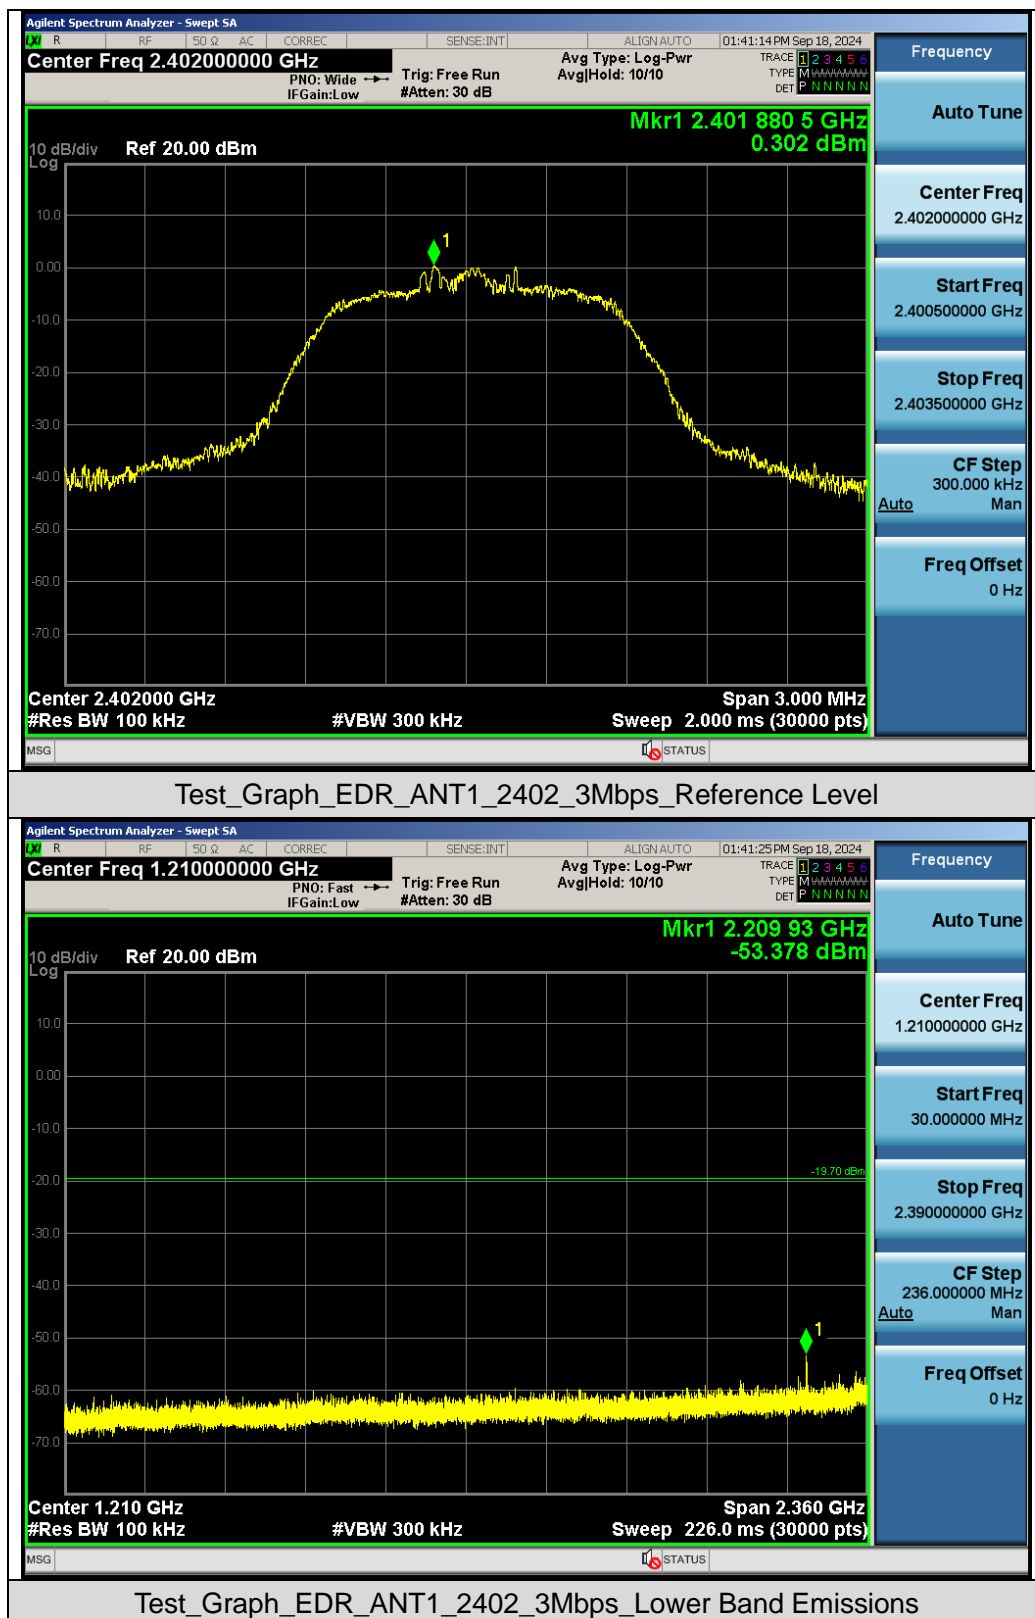 Agilent Spectrum Analyzer - Swept SA
LXI R RF 50 Ω AC CORREC SENSE:INT ALIGN AUTO 01:41:14 PM Sep 18, 2024
Center Freq 2.402000000 GHz
PNO: Wide
IFGain:Low
Trig: Free Run
#Atten: 30 dB
Avg Type: Log-Pwr
Avg|Hold: 10/10
TRACE 1 2 3 4 5 6
TYPE M WWWWW
DET P N N N N N
Mkr1 2.401 880 5 GHz
0.302 dBm
10 dB/div
Log
Ref 20.00 dBm
10.0
0.00
-10.0
-20.0
-30.0
-40.0
-50.0
-60.0
-70.0
1
Center 2.402000 GHz
#Res BW 100 kHz
#VBW 300 kHz
Span 3.000 MHz
Sweep 2.000 ms (30000 pts)
MSG
STATUS
Frequency
Auto Tune
Center Freq
2.402000000 GHz
Start Freq
2.400500000 GHz
Stop Freq
2.403500000 GHz
CF Step
300.000 kHz
Auto Man
Freq Offset
0 Hz
Test_Graph_EDR_ANT1_2402_3Mbps_Reference Level
Agilent Spectrum Analyzer - Swept SA
LXI R RF 50 Ω AC CORREC SENSE:INT ALIGN AUTO 01:41:25 PM Sep 18, 2024
Center Freq 1.210000000 GHz
PNO: Fast
IFGain:Low
Trig: Free Run
#Atten: 30 dB
Avg Type: Log-Pwr
Avg|Hold: 10/10
TRACE 1 2 3 4 5 6
TYPE M WWWWW
DET P N N N N N
Mkr1 2.209 93 GHz
-53.378 dBm
10 dB/div
Log
Ref 20.00 dBm
10.0
0.00
-10.0
-20.0
-30.0
-40.0
-50.0
-60.0
-70.0
-19.70 dBm
1
Center 1.210 GHz
#Res BW 100 kHz
#VBW 300 kHz
Span 2.360 GHz
Sweep 226.0 ms (30000 pts)
MSG
STATUS
Frequency
Auto Tune
Center Freq
1.210000000 GHz
Start Freq
30.000000 MHz
Stop Freq
2.390000000 GHz
CF Step
236.000000 MHz
Auto Man
Freq Offset
0 Hz
Test_Graph_EDR_ANT1_2402_3Mbps_Lower Band Emissions